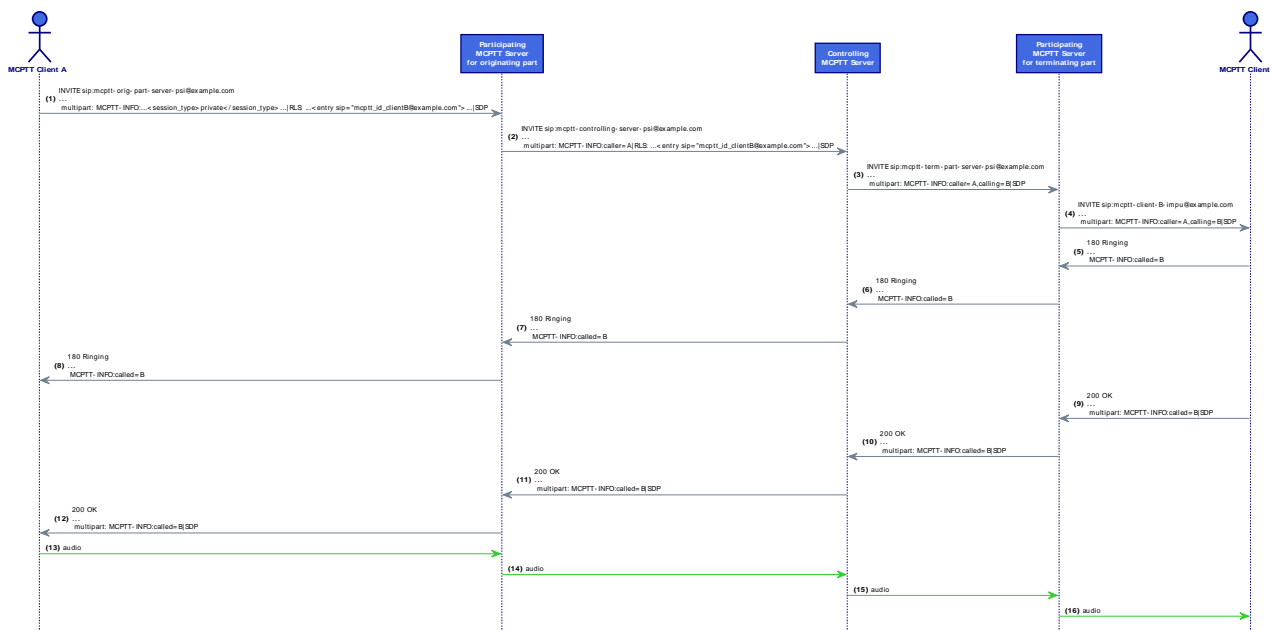 Participating
MCPTT Server
for originating part
Controlling
MCPTT Server
Participating
MCPTT Server
for terminating part
MCPTT Client A
MCPTT Client
INVITE sip:mcptt-orig-part-server-psi@example.com
(1) ...
multipart: MCPTT-INFO:...<session_type>private</session_type>...|RLS: ...<entry sip="mcptt_id_clientB@example.com">...|SDP
INVITE sip:mcptt-controlling-server-psi@example.com
(2) ...
multipart: MCPTT-INFO:caller=A|RLS: ...<entry sip="mcptt_id_clientB@example.com">...|SDP
INVITE sip:mcptt-term-part-server-psi@example.com
(3) ...
multipart: MCPTT-INFO:caller=A,calling=B|SDP
INVITE sip:mcptt-client-B-impu@example.com
(4) ...
multipart: MCPTT-INFO:caller=A,calling=B|SDP
180 Ringing
(5) ...
MCPTT-INFO:called=B
180 Ringing
(6) ...
MCPTT-INFO:called=B
180 Ringing
(7) ...
MCPTT-INFO:called=B
180 Ringing
(8) ...
MCPTT-INFO:called=B
200 OK
(9) ...
multipart: MCPTT-INFO:called=B|SDP
200 OK
(10) ...
multipart: MCPTT-INFO:called=B|SDP
200 OK
(11) ...
multipart: MCPTT-INFO:called=B|SDP
200 OK
(12) ...
multipart: MCPTT-INFO:called=B|SDP
(13) audio
(14) audio
(15) audio
(16) audio